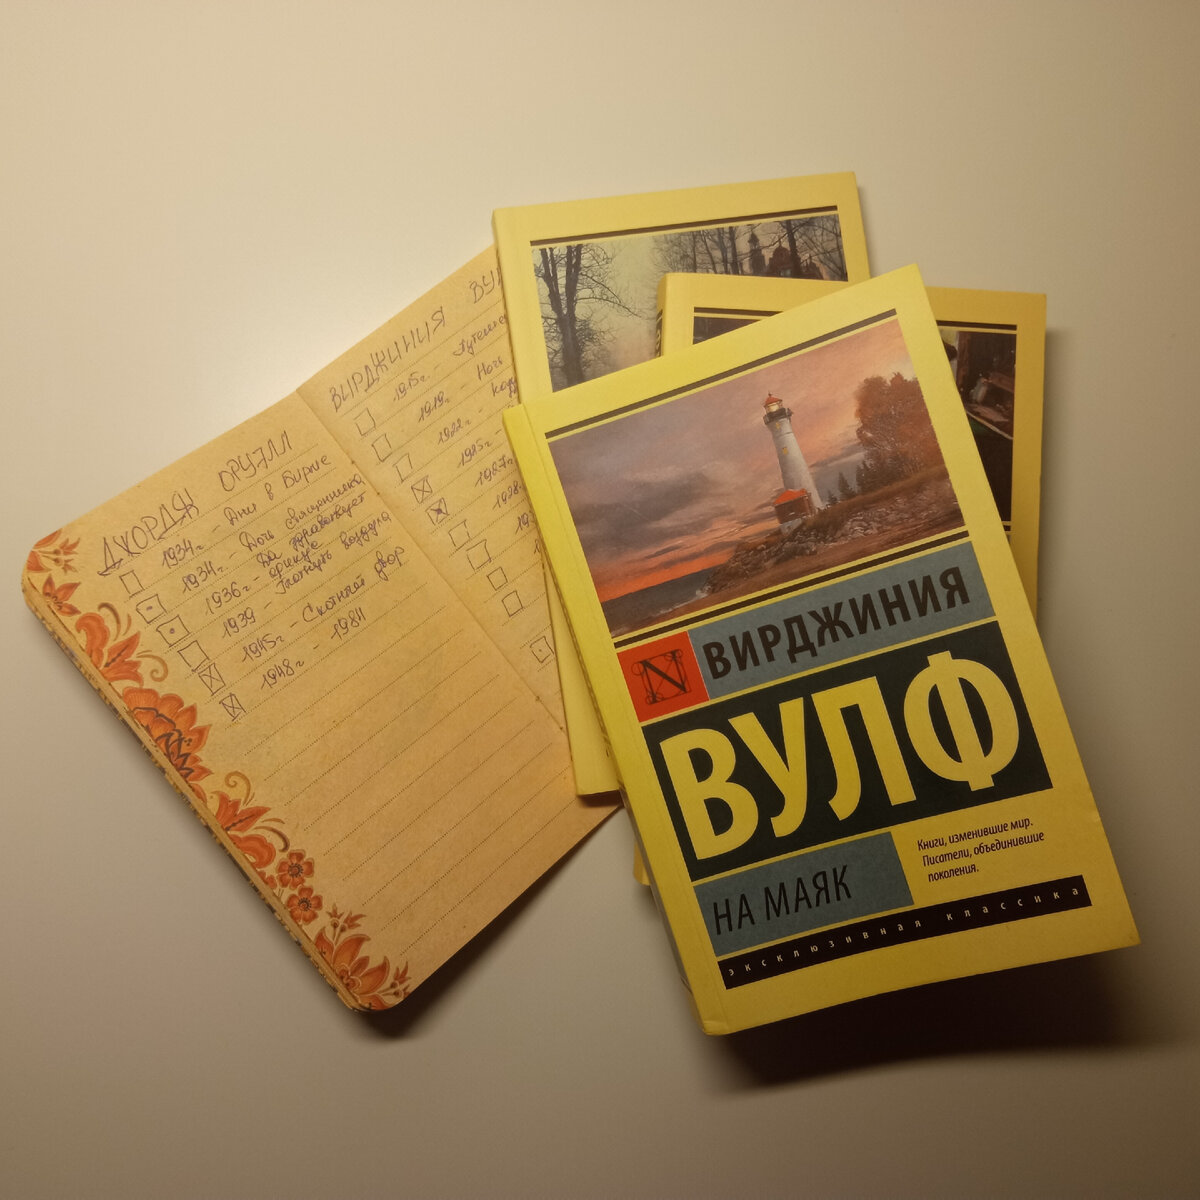 ДЖОРДЖ ОРУЭЛЛ
1934г. - Дни в Бирме
1934г. - Дочь священника
1936г. - Да здравствует
фикус
1939 - Глотнуть воздуха
1945г. - Скотный двор
1948г. - 1984
ВИРДЖИНИЯ ВУ
1915г. -
1919г. - Ночь
1922г. -
1925г. -
1927г.
1928г.
ВИРДЖИНИЯ
ВУЛФ
НА МАЯК
Книги, изменившие мир.
Писатели, объединившие
поколения.
эксклюзивная классика